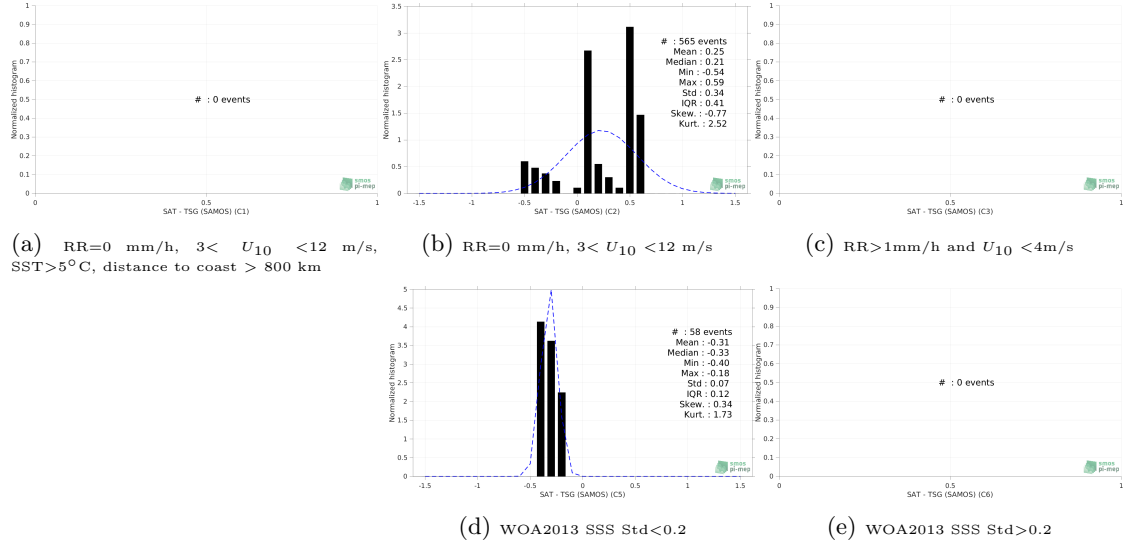 1
0.9
0.8
0.7
0.6
0.5
0.4
0.3
0.2
0.1
0
0 0.5 1
Normalized histogram
# : 0 events
smos
pi-mep
SAT - TSG (SAMOS) (C1)
(a) RR=0 mm/h, 3< U10 <12 m/s,
SST>5°C, distance to coast > 800 km
3.5
3
2.5
2
1.5
1
0.5
0
-1.5 -1 -0.5 0 0.5 1 1.5
Normalized histogram
# : 565 events
Mean : 0.25
Median : 0.21
Min : -0.54
Max : 0.59
Std : 0.34
IQR : 0.41
Skew. : -0.77
Kurt. : 2.52
smos
pi-mep
SAT - TSG (SAMOS) (C2)
(b) RR=0 mm/h, 3< U10 <12 m/s
1
0.9
0.8
0.7
0.6
0.5
0.4
0.3
0.2
0.1
0
0 0.5 1
Normalized histogram
# : 0 events
smos
pi-mep
SAT - TSG (SAMOS) (C3)
(c) RR>1mm/h and U10 <4m/s
5
4.5
4
3.5
3
2.5
2
1.5
1
0.5
0
-1.5 -1 -0.5 0 0.5 1 1.5
Normalized histogram
# : 58 events
Mean : -0.31
Median : -0.33
Min : -0.40
Max : -0.18
Std : 0.07
IQR : 0.12
Skew. : 0.34
Kurt. : 1.73
smos
pi-mep
SAT - TSG (SAMOS) (C5)
(d) WOA2013 SSS Std<0.2
1
0.9
0.8
0.7
0.6
0.5
0.4
0.3
0.2
0.1
0
0 0.5 1
Normalized histogram
# : 0 events
smos
pi-mep
SAT - TSG (SAMOS) (C6)
(e) WOA2013 SSS Std>0.2